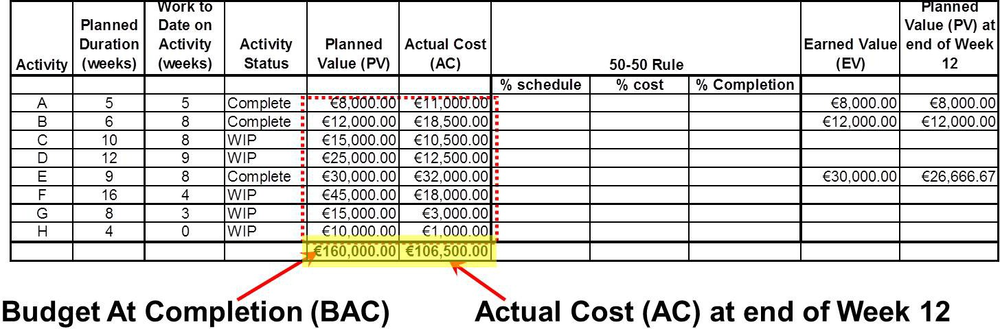 Activity Planned Duration (weeks) Work to Date on Activity (weeks) Activity Status Planned Value (PV) Actual Cost (AC) 50-50 Rule Earned Value (EV) Planned Value (PV) at end of Week 12
% schedule % cost % Completion
A 5 5 Complete €8,000.00 €11,000.00 €8,000.00 €8,000.00
B 6 8 Complete €12,000.00 €18,500.00 €12,000.00 €12,000.00
C 10 8 WIP €15,000.00 €10,500.00
D 12 9 WIP €25,000.00 €12,500.00
E 9 8 Complete €30,000.00 €32,000.00 €30,000.00 €26,666.67
F 16 4 WIP €45,000.00 €18,000.00
G 8 3 WIP €15,000.00 €3,000.00
H 4 0 WIP €10,000.00 €1,000.00
€160,000.00 €106,500.00
Budget At Completion (BAC) Actual Cost (AC) at end of Week 12